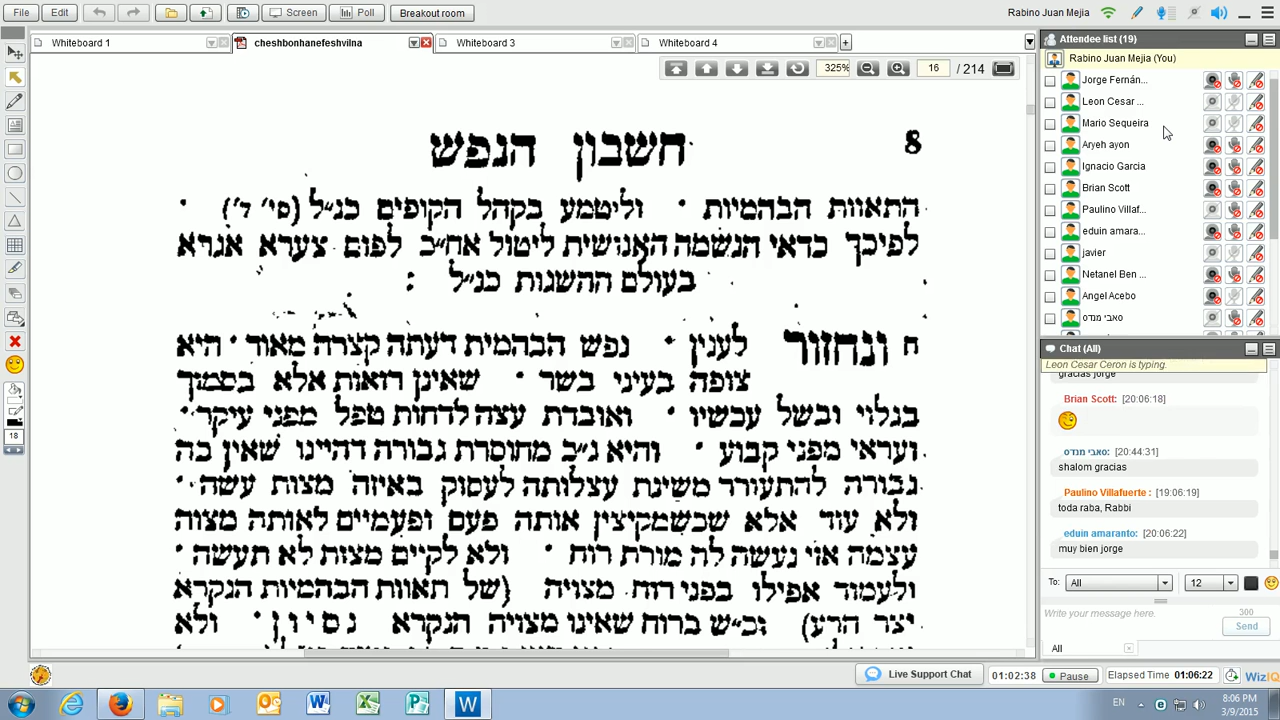 File
Edit
Screen
Poll
Breakout room
Rabino Juan Mejia
Whiteboard 1
cheshbonhanefeshvilna
Whiteboard 3
Whiteboard 4
325%
16
/ 214
8
חשבון הנפש
התאוות הבהמיות · וליטמע בקהל הקופים כנ״ל (סי׳ ד׳) ·
לפיכך כדאי הנשמה האנושית ליטול אח״כ לפום צערא אגרא
בעולם ההשגות כנ״ל :
ח ונחזור לענין · נפש הבהמית דעתה קצרה מאוד · היא
צופה בעיני בשר · שאינן רואות אלא בסמוך
בגלוי ובשל עכשיו · ואובדת עצה לדחות טפל מפני עיקר ·
ועראי מפני קבוע · והיא ג״כ מחוסרת גבורה דהיינו שאין בה
גבורה להתעורר משינת עצלותה לעסוק באיזה מצות עשה ·
ולא עוד אלא שכשמקיצין אותה פעם ופעמיים לאותה מצוה
עצמה אזי נעשה לה מורת רוח · ולא לקיים מצות לא תעשה ·
ולעמוד אפילו בפני רוח מצויה (של תאוות הבהמיות הנקרא
יצר הרע) וכ״ש ברוח שאינו מצויה הנקרא נסיון · ולא
Attendee list (19)
Rabino Juan Mejia (You)
Jorge Fernán...
Leon Cesar ...
Mario Sequeira
Aryeh ayon
Ignacio Garcia
Brian Scott
Paulino Villaf...
eduin amara...
javier
Netanel Ben ...
Angel Acebo
סאבי מנדס
Chat (All)
Leon Cesar Ceron is typing.
gracias jorge
Brian Scott: [20:06:18]
סאבי מנדס: [20:44:31]
shalom gracias
Paulino Villafuerte : [19:06:19]
toda raba, Rabbi
eduin amaranto: [20:06:22]
muy bien jorge
To:
All
12
Write your message here.
300
Send
All
18
Live Support Chat
01:02:38
Pause
Elapsed Time
01:06:22
WizIQ
EN
8:06 PM
3/9/2015